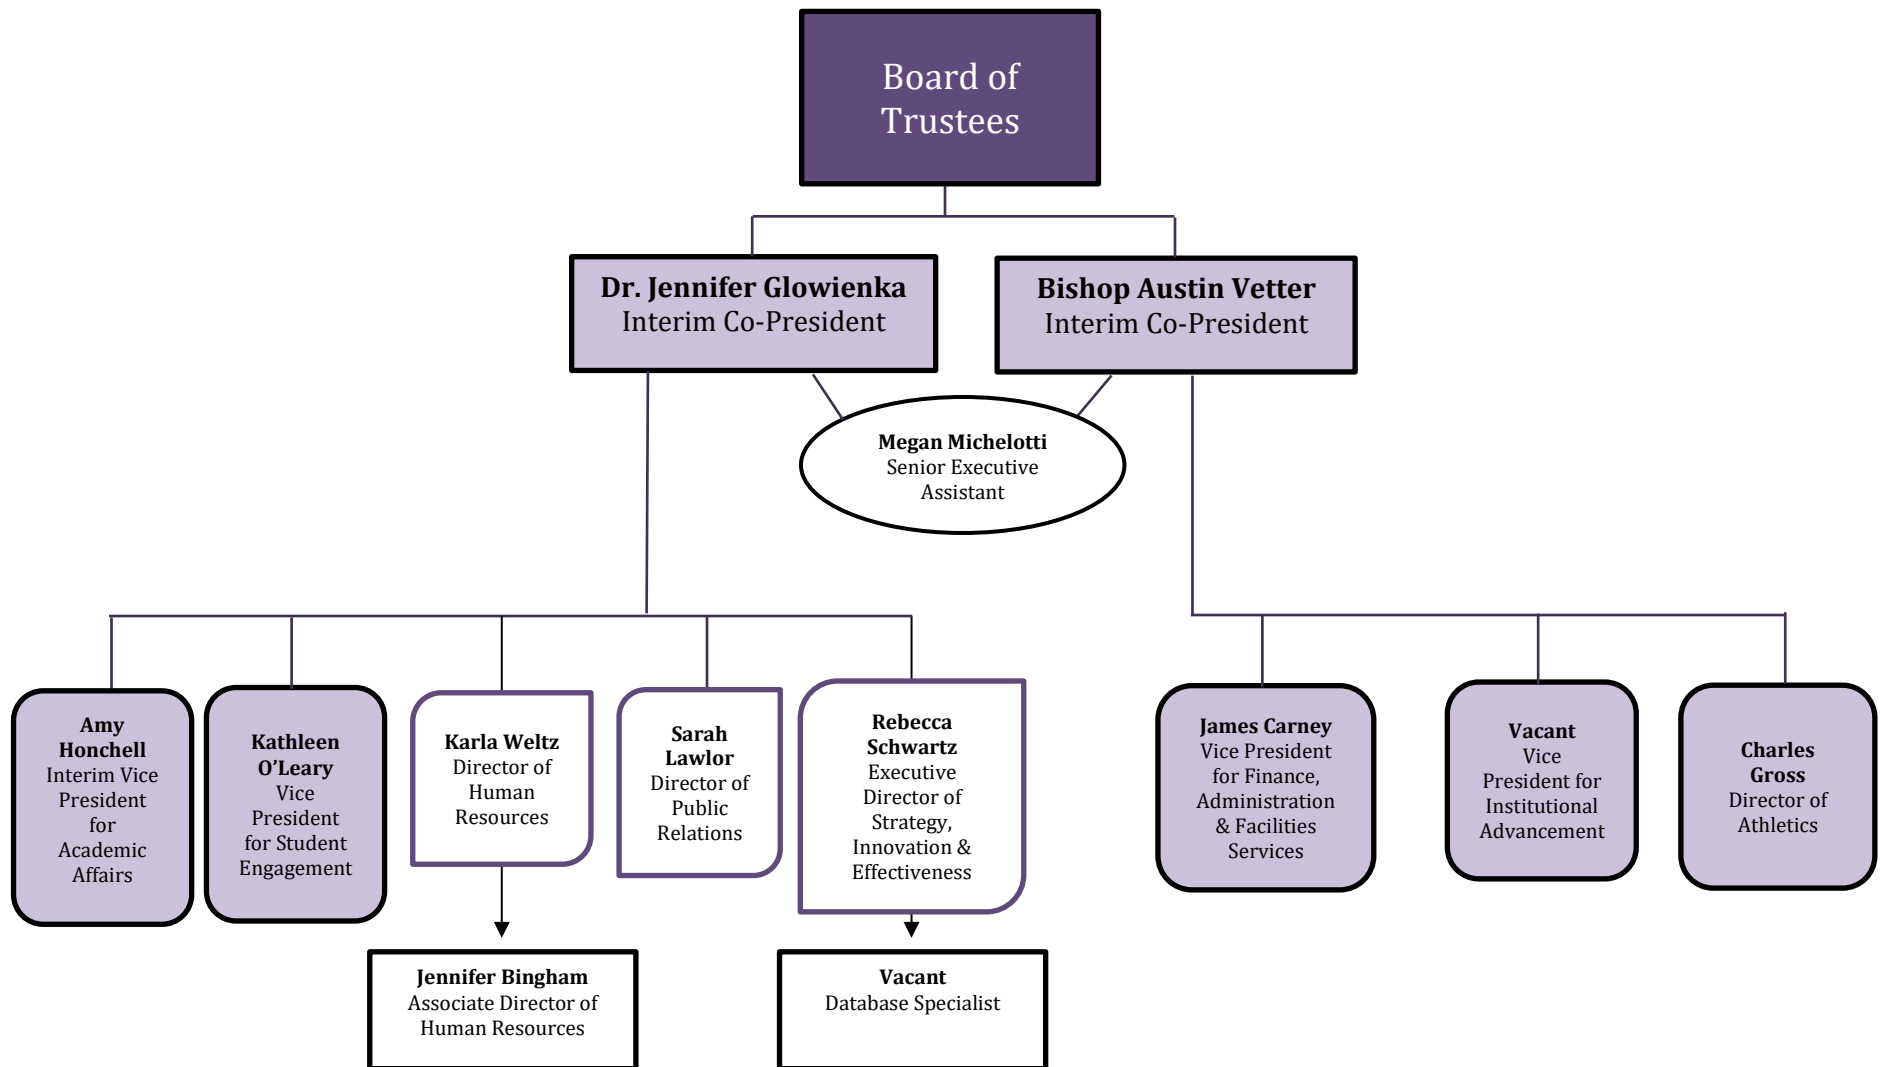 Board of
Trustees
Dr. Jennifer Glowienka
Interim Co-President
Bishop Austin Vetter
Interim Co-President
Megan Michelotti
Senior Executive
Assistant
Amy
Honchell
Interim Vice
President
for
Academic
Affairs
Kathleen
O’Leary
Vice
President
for Student
Engagement
Karla Weltz
Director of
Human
Resources
Sarah
Lawlor
Director of
Public
Relations
Rebecca
Schwartz
Executive
Director of
Strategy,
Innovation &
Effectiveness
James Carney
Vice President
for Finance,
Administration
& Facilities
Services
Vacant
Vice
President for
Institutional
Advancement
Charles
Gross
Director of
Athletics
Jennifer Bingham
Associate Director of
Human Resources
Vacant
Database Specialist